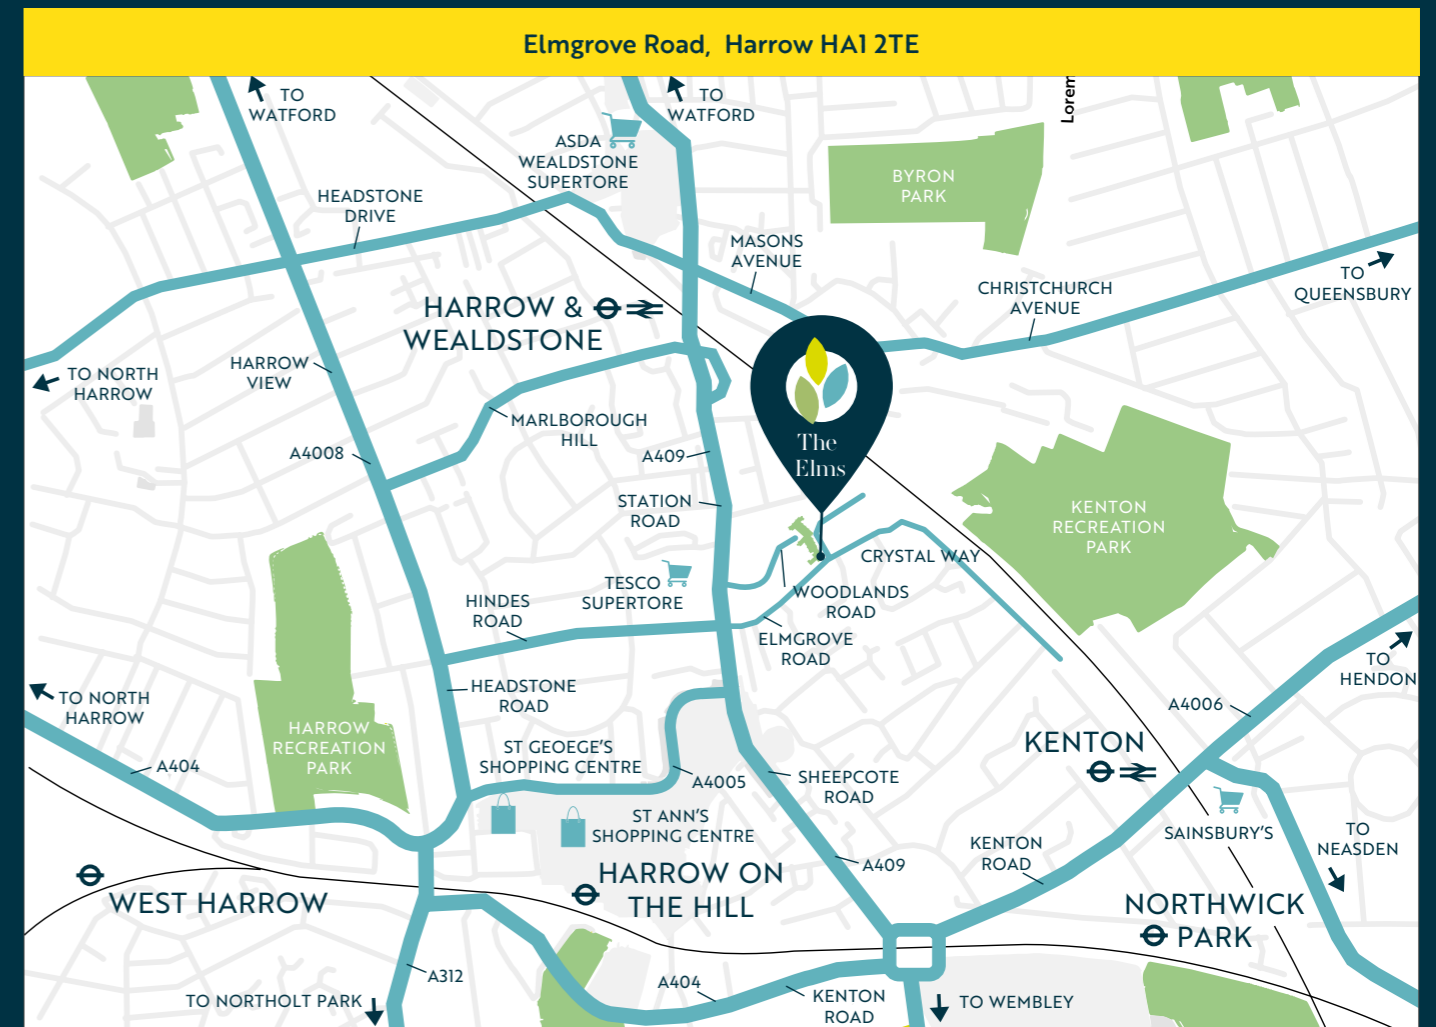 Elmgrove Road, Harrow HA1 2TE
TO
WATFORD
TO
WATFORD
Lorem
ASDA
WEALDSTONE
SUPERTORE
BYRON
PARK
HEADSTONE
DRIVE
MASONS
AVENUE
TO
QUEENSBURY
CHRISTCHURCH
AVENUE
HARROW &
WEALDSTONE
TO NORTH
HARROW
HARROW
VIEW
MARLBOROUGH
HILL
The
Elms
A4008
A409
STATION
ROAD
KENTON
RECREATION
PARK
CRYSTAL WAY
TESCO
SUPERTORE
WOODLANDS
ROAD
HINDES
ROAD
ELMGROVE
ROAD
TO
HENDON
TO NORTH
HARROW
HEADSTONE
ROAD
A4006
HARROW
RECREATION
PARK
KENTON
ST GEOEGE'S
SHOPPING CENTRE
A404
A4005
SHEEPCOTE
ROAD
ST ANN'S
SHOPPING CENTRE
SAINSBURY'S
TO
NEASDEN
KENTON
ROAD
A409
HARROW ON
THE HILL
WEST HARROW
NORTHWICK
PARK
A312
A404
TO NORTHOLT PARK
KENTON
ROAD
TO WEMBLEY